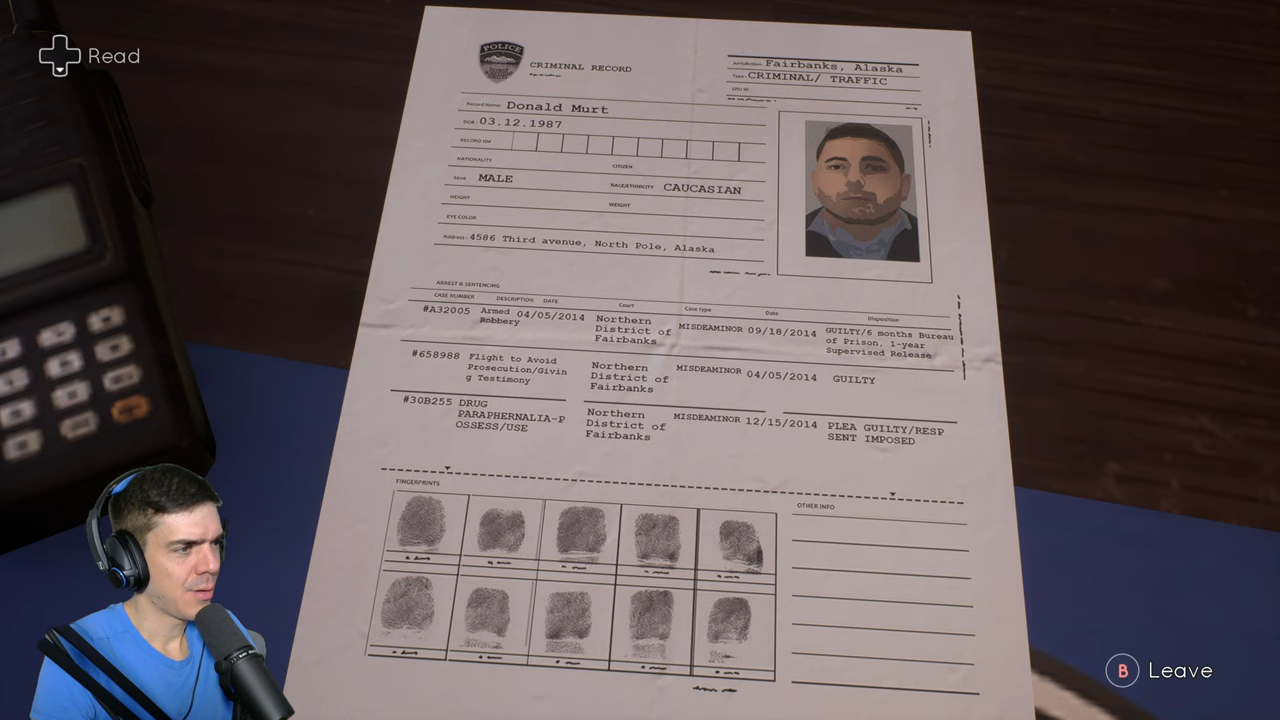 Read
POLICE
CRIMINAL RECORD
Jurisdiction: Fairbanks, Alaska
Type: CRIMINAL/ TRAFFIC
Record Name: Donald Murt
DOB: 03.12.1987
RECORD ID#
NATIONALITY CITIZEN
Sexe MALE RACE/ETHNICITY CAUCASIAN
HEIGHT WEIGHT
EYE COLOR
Address: 4586 Third avenue, North Pole, Alaska
ARREST & SENTENCING
CASE NUMBER DESCRIPTION DATE Court Case type Date Disposition
#A32005 Armed Robbery 04/05/2014 Northern District of Fairbanks MISDEAMINOR 09/18/2014 GUILTY/6 months Bureau of Prison, 1-year Supervised Release
#658988 Flight to Avoid Prosecution/Giving Testimony Northern District of Fairbanks MISDEAMINOR 04/05/2014 GUILTY
#30B255 DRUG PARAPHERNALIA-POSSESS/USE Northern District of Fairbanks MISDEAMINOR 12/15/2014 PLEA GUILTY/RESP SENT IMPOSED
FINGERPRINTS
OTHER INFO
B Leave